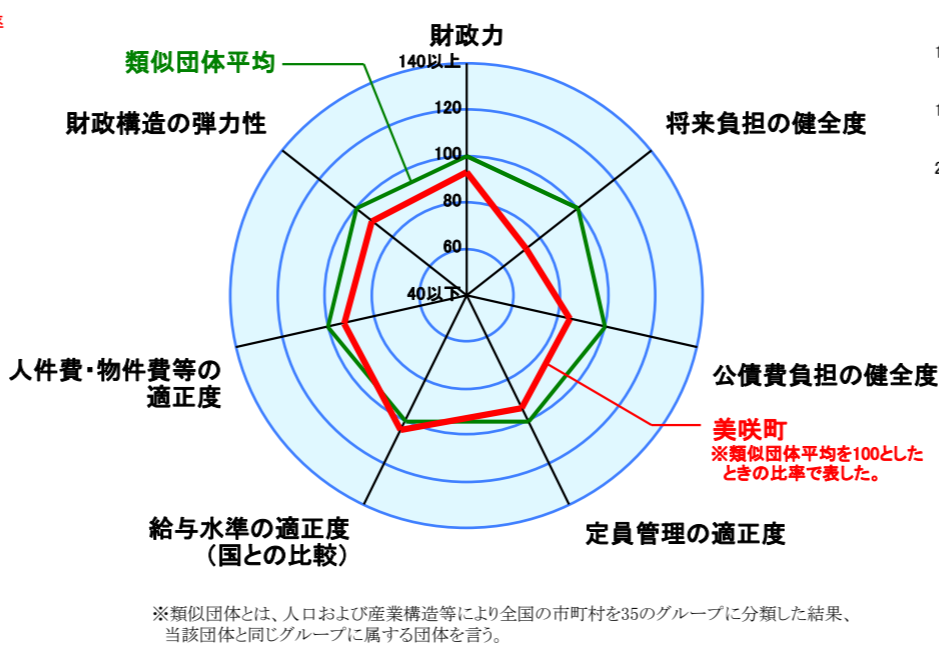 財政力
類似団体平均
140以上
120
100
80
60
40以下
財政構造の弾力性
将来負担の健全度
人件費・物件費等の
適正度
公債費負担の健全度
美咲町
※類似団体平均を100とした
ときの比率で表した。
給与水準の適正度
（国との比較）
定員管理の適正度
※類似団体とは、人口および産業構造等により全国の市町村を35のグループに分類した結果、
当該団体と同じグループに属する団体を言う。